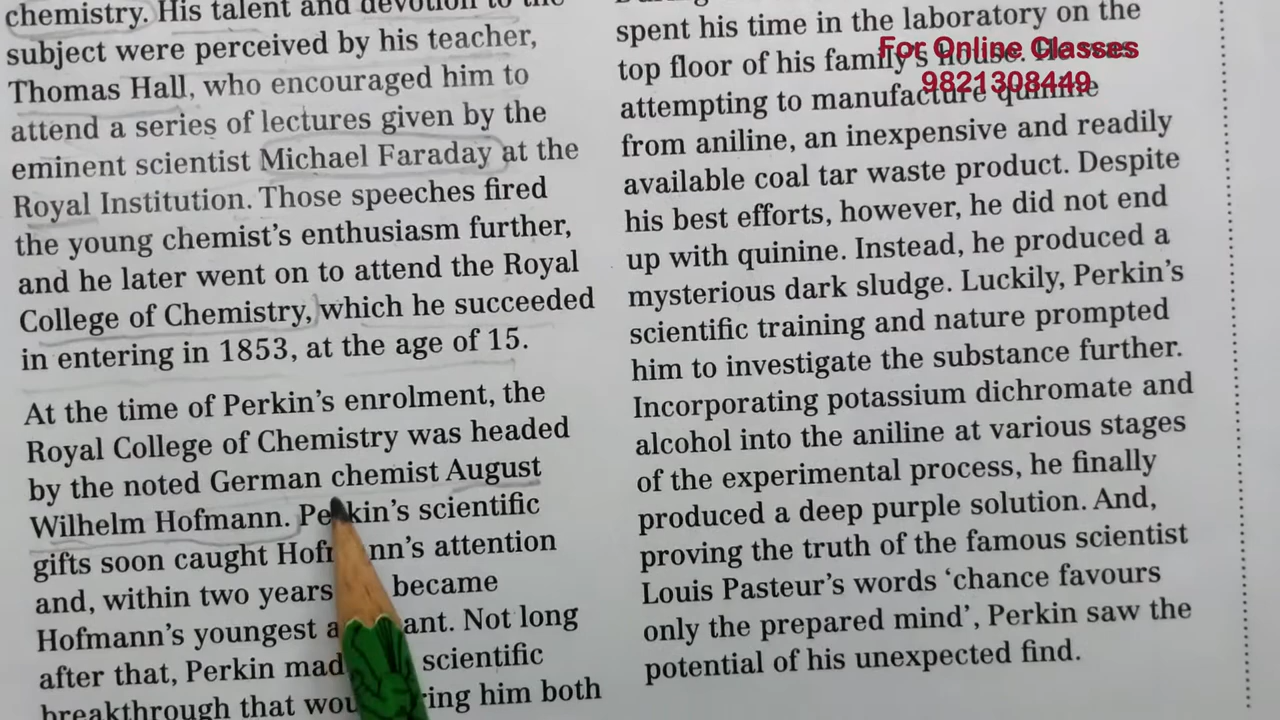 chemistry. His talent and devotion to the
subject were perceived by his teacher,
Thomas Hall, who encouraged him to
attend a series of lectures given by the
eminent scientist Michael Faraday at the
Royal Institution. Those speeches fired
the young chemist's enthusiasm further,
and he later went on to attend the Royal
College of Chemistry, which he succeeded
in entering in 1853, at the age of 15.
At the time of Perkin's enrolment, the
Royal College of Chemistry was headed
by the noted German chemist August
Wilhelm Hofmann. Perkin's scientific
gifts soon caught Hofmann's attention
and, within two years became
Hofmann's youngest Not long
after that, Perkin scientific
breakthrough that him both
spent his time in the laboratory on the
top floor of his family's house.
attempting to manufacture quinine
from aniline, an inexpensive and readily
available coal tar waste product. Despite
his best efforts, however, he did not end
up with quinine. Instead, he produced a
mysterious dark sludge. Luckily, Perkin's
scientific training and nature prompted
him to investigate the substance further.
Incorporating potassium dichromate and
alcohol into the aniline at various stages
of the experimental process, he finally
produced a deep purple solution. And,
proving the truth of the famous scientist
Louis Pasteur's words 'chance favours
only the prepared mind', Perkin saw the
potential of his unexpected find.
For Online Classes
9821308449